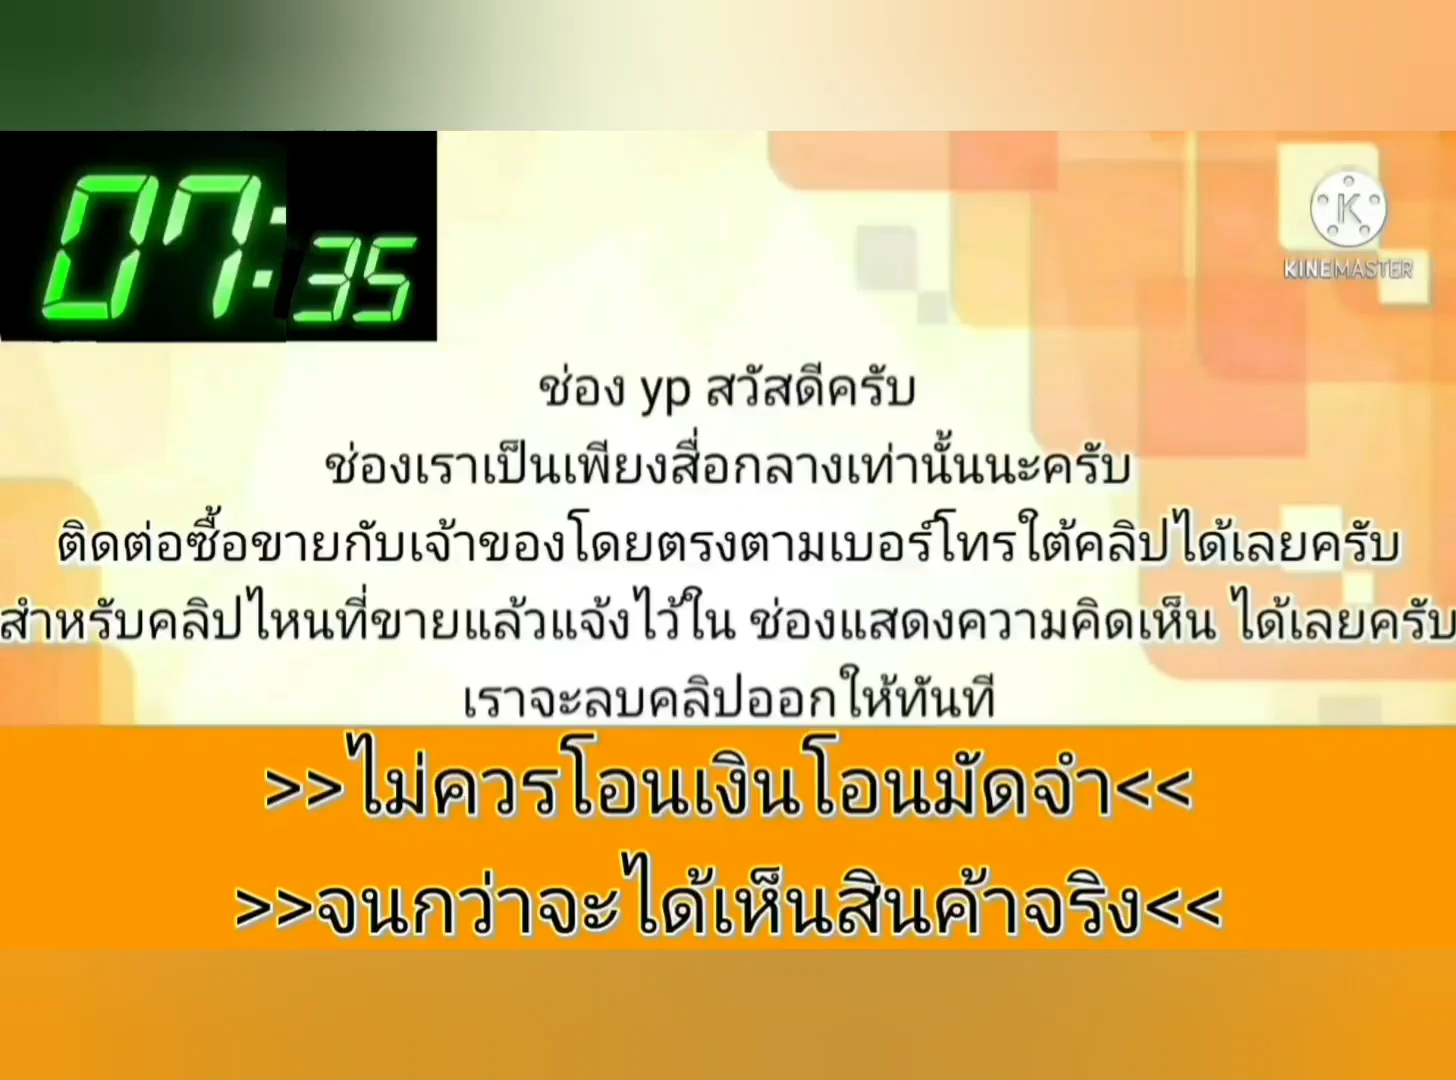 07:35
KINEMASTER
ช่อง yp สวัสดีครับ
ช่องเราเป็นเพียงสื่อกลางเท่านั้นนะครับ
ติดต่อซื้อขายกับเจ้าของโดยตรงตามเบอร์โทรใต้คลิปได้เลยครับ
สำหรับคลิปไหนที่ขายแล้วแจ้งไว้ใน ช่องแสดงความคิดเห็น ได้เลยครับ
เราจะลบคลิปออกให้ทันที
>>ไม่ควรโอนเงินโอนมัดจำ<<
>>จนกว่าจะได้เห็นสินค้าจริง<<